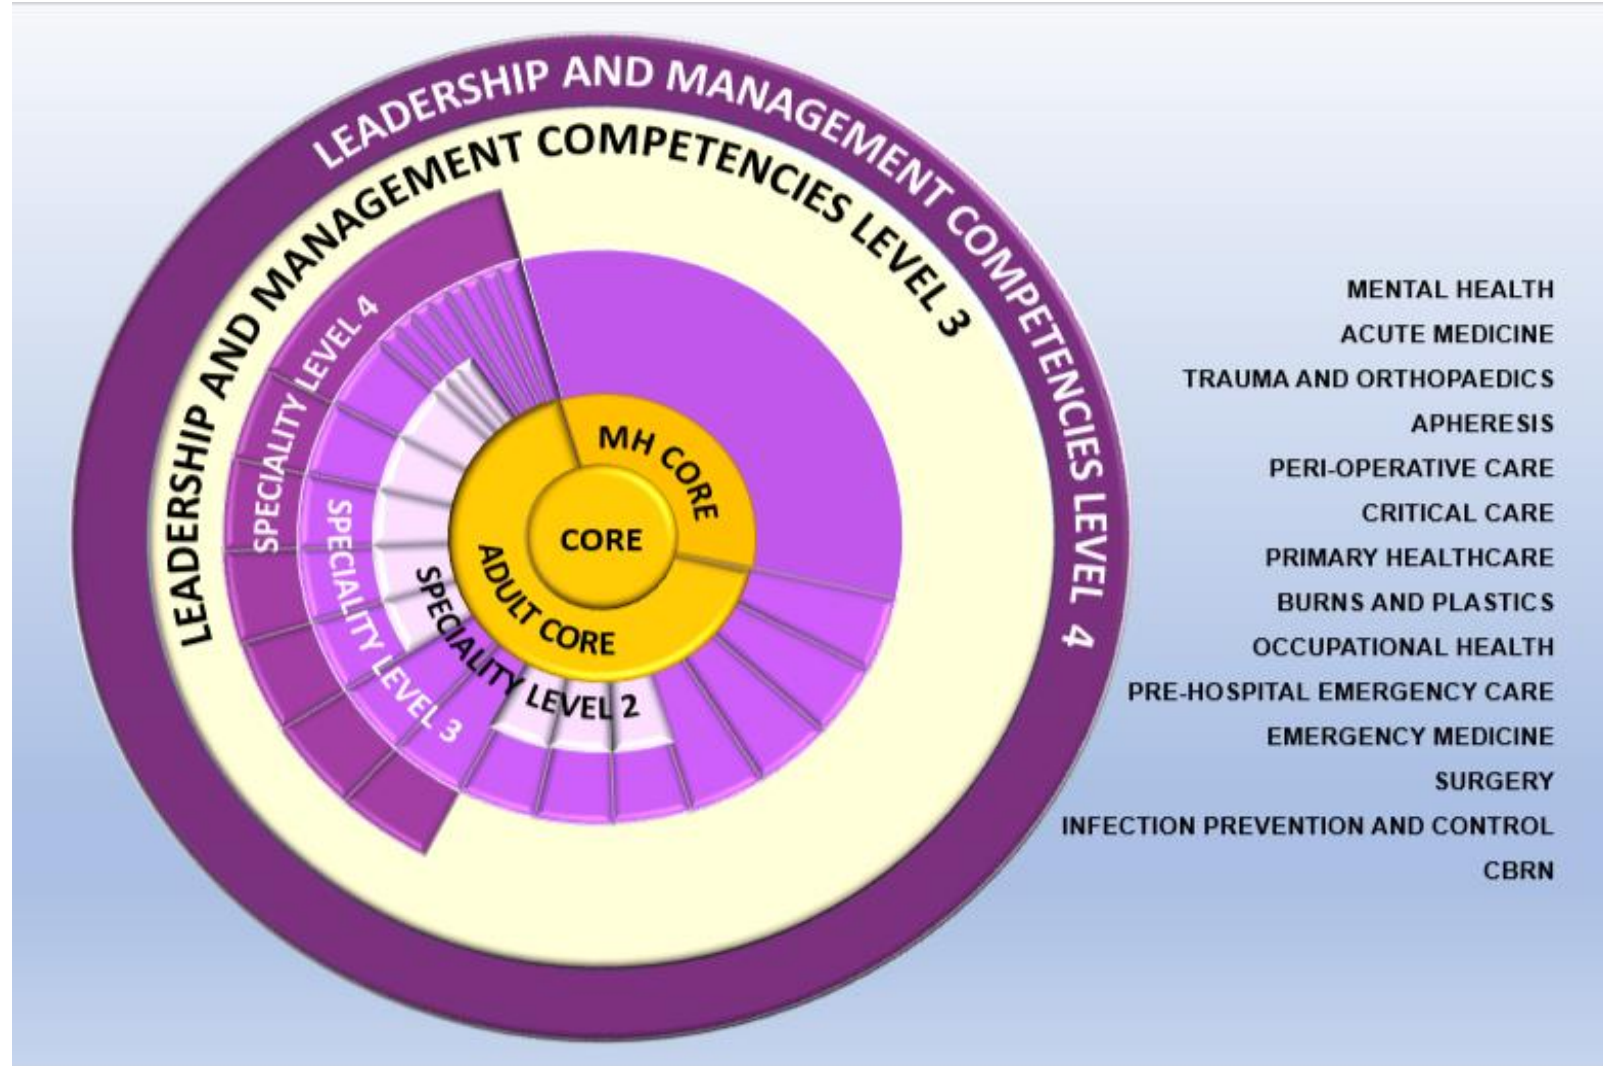 LEADERSHIP AND MANAGEMENT COMPETENCIES LEVEL 4
LEADERSHIP AND MANAGEMENT COMPETENCIES LEVEL 3
SPECIALITY LEVEL 4
SPECIALITY LEVEL 3
SPECIALITY LEVEL 2
MH CORE
CORE
ADULT CORE
MENTAL HEALTH
ACUTE MEDICINE
TRAUMA AND ORTHOPAEDICS
APHERESIS
PERI-OPERATIVE CARE
CRITICAL CARE
PRIMARY HEALTHCARE
BURNS AND PLASTICS
OCCUPATIONAL HEALTH
PRE-HOSPITAL EMERGENCY CARE
EMERGENCY MEDICINE
SURGERY
INFECTION PREVENTION AND CONTROL
CBRN